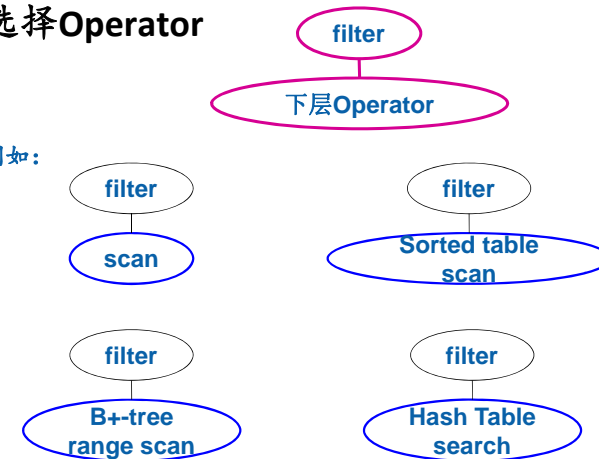 选择Operator
filter
下层Operator
例如：
filter
scan
filter
Sorted table
scan
filter
B+-tree
range scan
filter
Hash Table
search